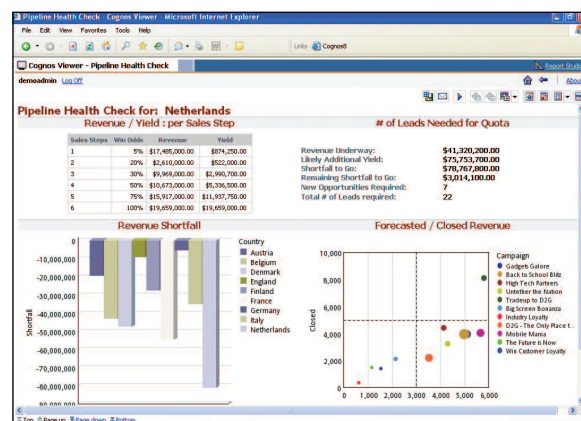 Pipeline Health Check - Cognos Viewer - Microsoft Internet Explorer
File Edit View Favorites Tools Help
Links Cognos8
Cognos Viewer - Pipeline Health Check
Report Studio
demoadmin Log Off
Abou
Pipeline Health Check for: Netherlands
Revenue / Yield : per Sales Step
# of Leads Needed for Quota
Sales Steps Win Odds Revenue Yield
1 5% $17,485,000.00 $874,250.00
2 20% $2,610,000.00 $522,000.00
3 30% $9,969,000.00 $2,990,700.00
4 50% $10,673,000.00 $5,336,500.00
5 75% $15,917,000.00 $11,937,750.00
6 100% $19,659,000.00 $19,659,000.00
Revenue Underway: $41,320,200.00
Likely Additional Yield: $75,753,700.00
Shortfall to Go: $78,767,800.00
Remaining Shortfall to Go: $3,014,100.00
New Opportunities Required: 7
Total # of Leads required: 22
Revenue Shortfall
Shortfall
0
-10,000,000
-20,000,000
-30,000,000
-40,000,000
-50,000,000
-60,000,000
-70,000,000
-80,000,000
-90,000,000
Country
Austria
Belgium
Denmark
England
Finland
France
Germany
Italy
Netherlands
Forecasted / Closed Revenue
Closed
10,000
8,000
6,000
4,000
2,000
0
0 1,000 2,000 3,000 4,000 5,000 6,000
Campaign
Gadgets Galore
Back to School Blitz
High Tech Partners
Untether the Nation
Tradeup to D2G
Big Screen Bonanza
Industry Loyalty
D2G - The Only Place t...
Mobile Mania
The Future is Now
Win Customer Loyalty
Top Page up Page down Bottom